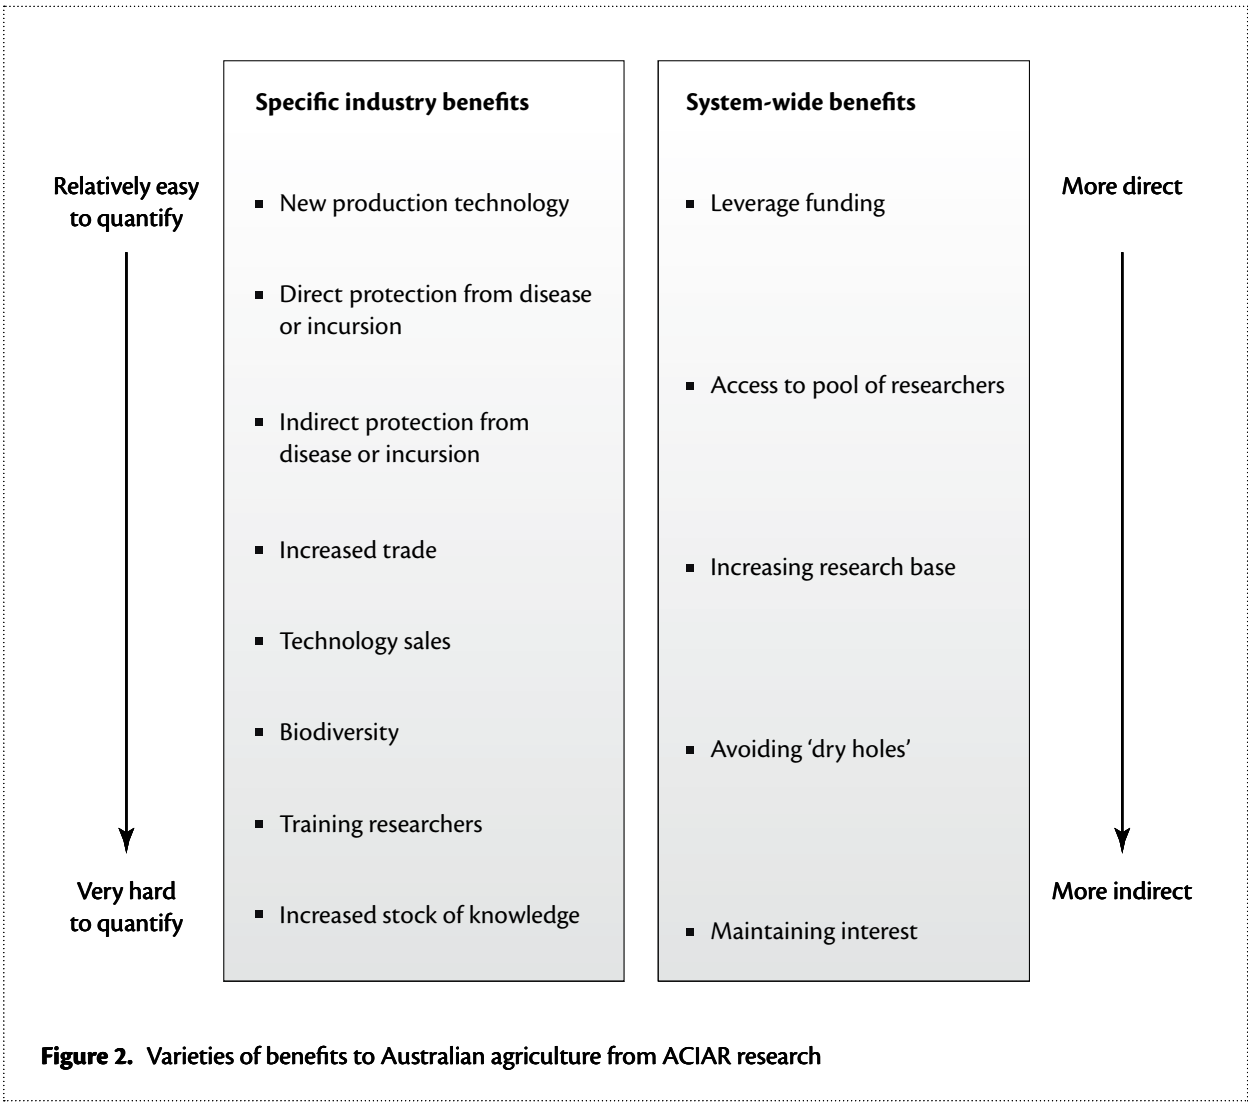 Relatively easy
to quantify
Very hard
to quantify
Specific industry benefits
▪ New production technology
▪ Direct protection from disease
or incursion
▪ Indirect protection from
disease or incursion
▪ Increased trade
▪ Technology sales
▪ Biodiversity
▪ Training researchers
▪ Increased stock of knowledge
System-wide benefits
▪ Leverage funding
▪ Access to pool of researchers
▪ Increasing research base
▪ Avoiding ‘dry holes’
▪ Maintaining interest
More direct
More indirect
Figure 2. Varieties of benefits to Australian agriculture from ACIAR research